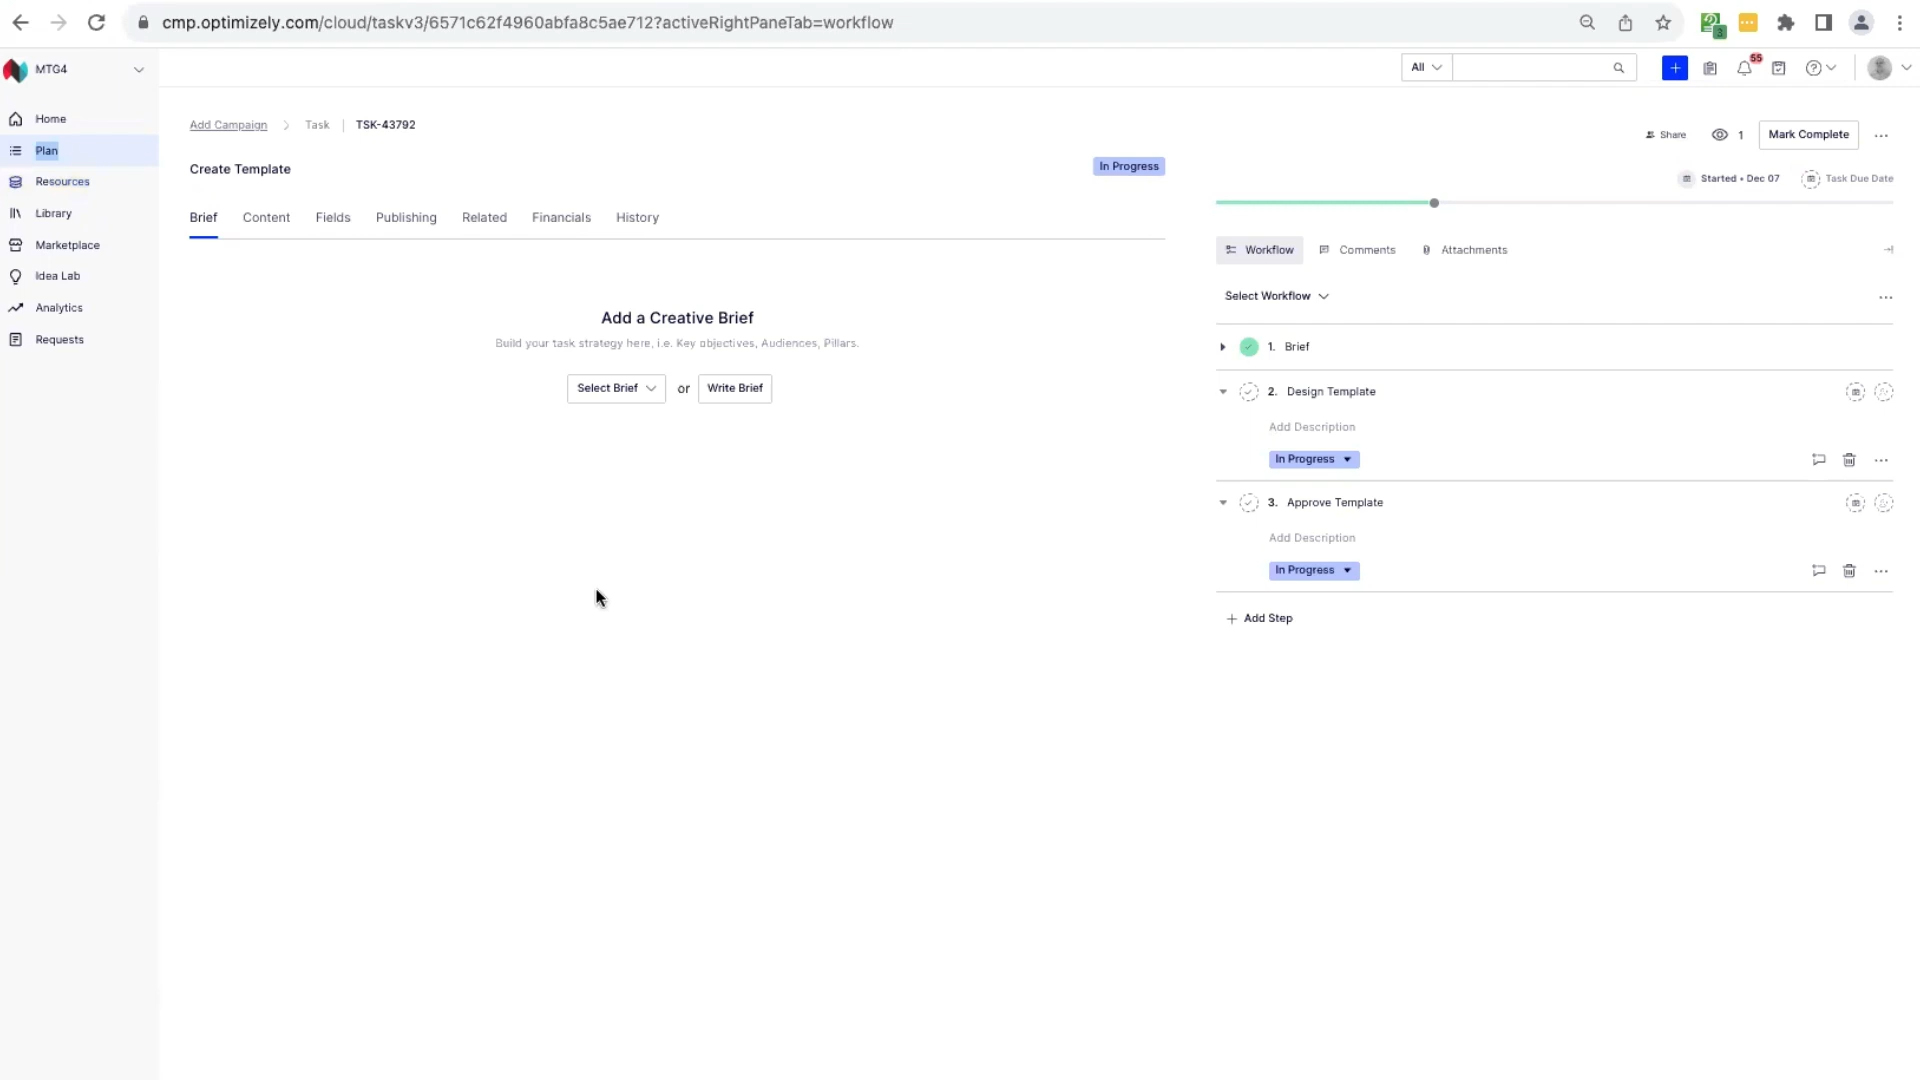 cmp.optimizely.com/cloud/taskv3/6571c62f4960abfa8c5ae712?activeRightPaneTab=workflow
3
MTG4
All
55
Home
Plan
Resources
Library
Marketplace
Idea Lab
Analytics
Requests
Add Campaign > Task | TSK-43792
Share
1
Mark Complete
Create Template
In Progress
Started • Dec 07
Task Due Date
Brief
Content
Fields
Publishing
Related
Financials
History
Add a Creative Brief
Build your task strategy here, i.e. Key objectives, Audiences, Pillars.
Select Brief or Write Brief
Workflow
Comments
Attachments
Select Workflow
1. Brief
2. Design Template
Add Description
In Progress
3. Approve Template
Add Description
In Progress
+ Add Step